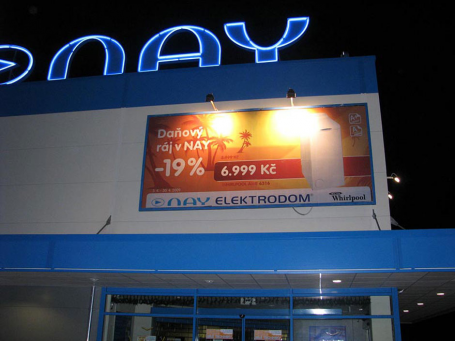 NAY
Daňový
ráj v NAY
-19%
6.999 Kč
NAY ELEKTRODOM
Whirlpool